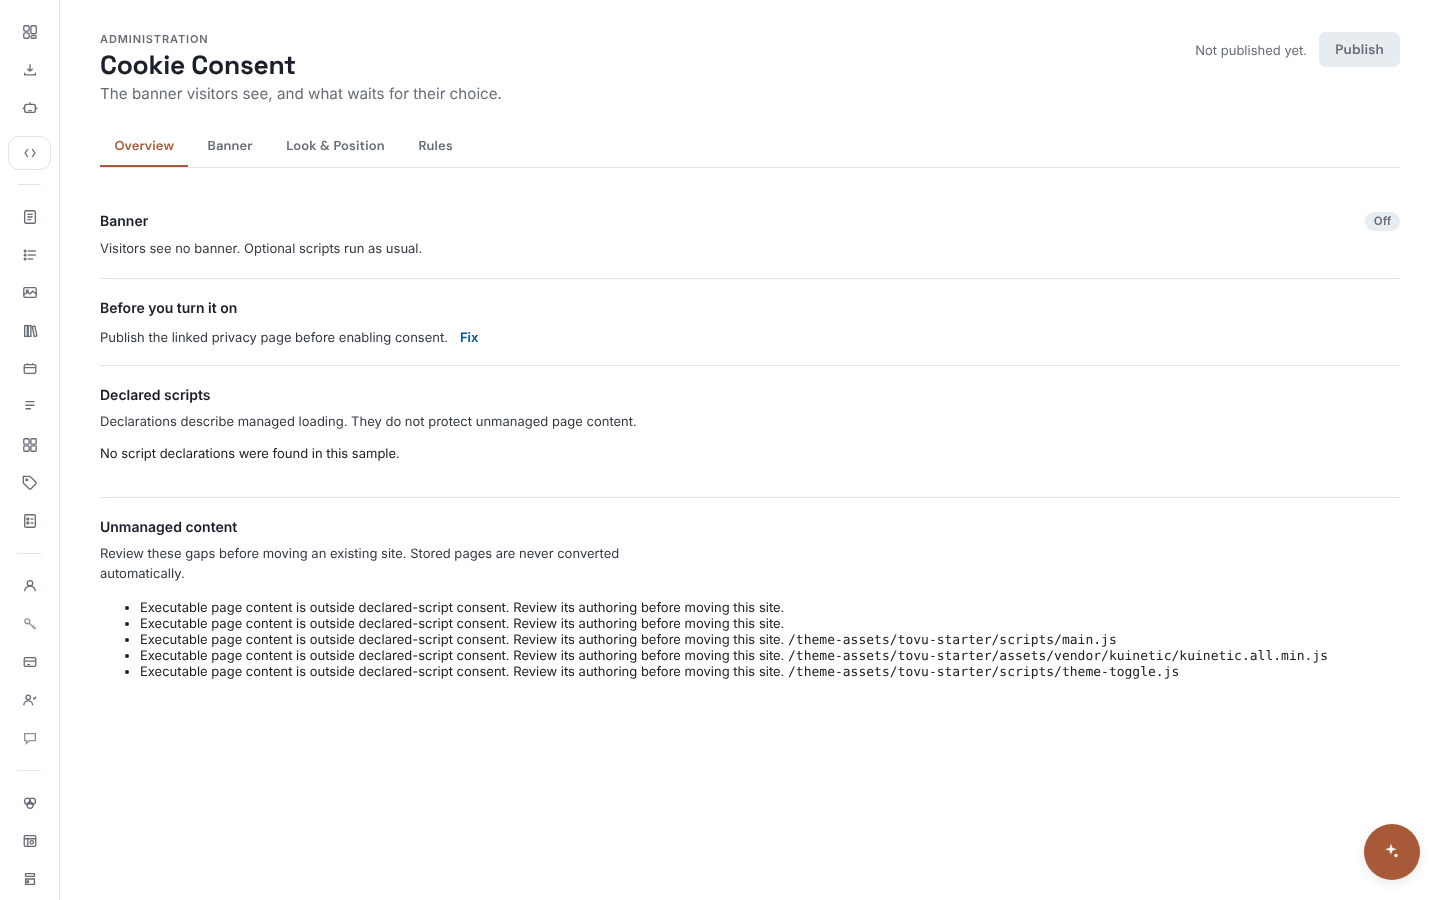 ADMINISTRATION
Cookie Consent
The banner visitors see, and what waits for their choice.
Not published yet.
Publish
Overview
Banner
Look & Position
Rules
Banner
Off
Visitors see no banner. Optional scripts run as usual.
Before you turn it on
Publish the linked privacy page before enabling consent. Fix
Declared scripts
Declarations describe managed loading. They do not protect unmanaged page content.
No script declarations were found in this sample.
Unmanaged content
Review these gaps before moving an existing site. Stored pages are never converted
automatically.
• Executable page content is outside declared-script consent. Review its authoring before moving this site.
• Executable page content is outside declared-script consent. Review its authoring before moving this site.
• Executable page content is outside declared-script consent. Review its authoring before moving this site. /theme-assets/tovu-starter/scripts/main.js
• Executable page content is outside declared-script consent. Review its authoring before moving this site. /theme-assets/tovu-starter/assets/vendor/kuinetic/kuinetic.all.min.js
• Executable page content is outside declared-script consent. Review its authoring before moving this site. /theme-assets/tovu-starter/scripts/theme-toggle.js